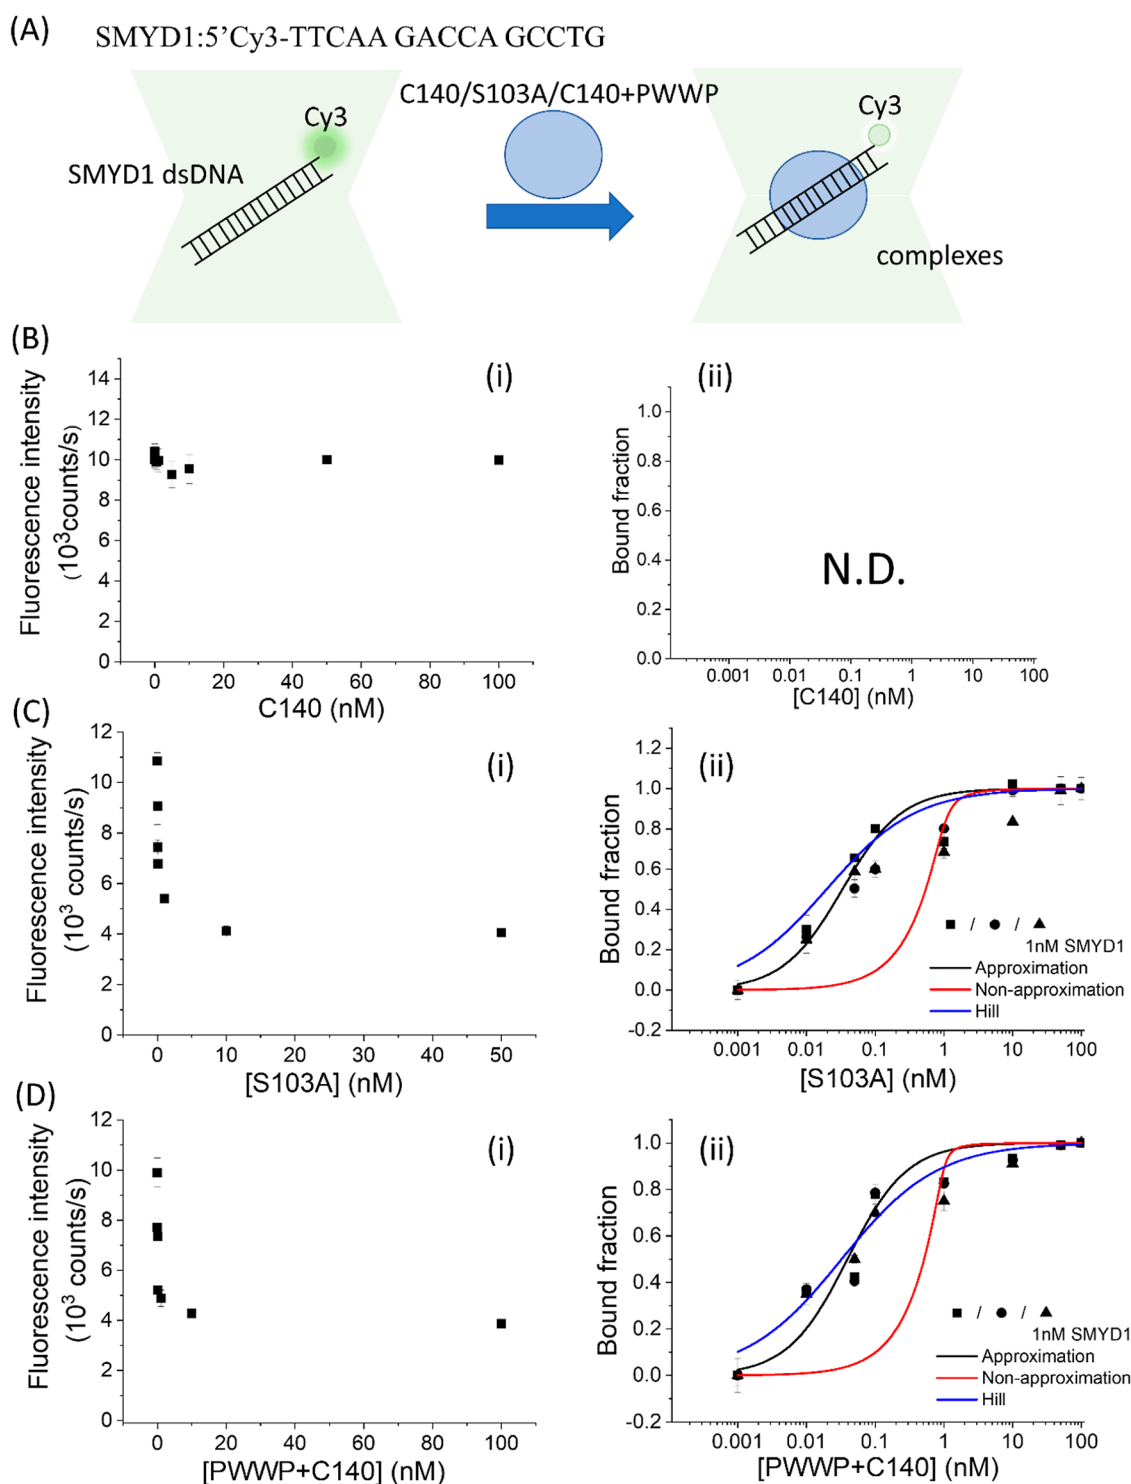 (A)
SMYD1:5'Cy3-TTCAA GACCA GCCTG
C140/S103A/C140+PWWP
Cy3
Cy3
SMYD1 dsDNA
complexes
(B)
(i)
Fluorescence intensity
(10³counts/s)
14
12
10
8
6
4
2
0
0 20 40 60 80 100
C140 (nM)
(ii)
Bound fraction
1.0
0.8
0.6
0.4
0.2
0.0
N.D.
0.001 0.01 0.1 1 10 100
[C140] (nM)
(C)
(i)
Fluorescence intensity
(10³ counts/s)
12
10
8
6
4
2
0
0 10 20 30 40 50
[S103A] (nM)
(ii)
Bound fraction
1.2
1.0
0.8
0.6
0.4
0.2
0.0
-0.2
/ /
1nM SMYD1
Approximation
Non-approximation
Hill
0.001 0.01 0.1 1 10 100
[S103A] (nM)
(D)
(i)
Fluorescence intensity
(10³ counts/s)
12
10
8
6
4
2
0
0 20 40 60 80 100
[PWWP+C140] (nM)
(ii)
Bound fraction
1.0
0.8
0.6
0.4
0.2
0.0
-0.2
/ /
1nM SMYD1
Approximation
Non-approximation
Hill
0.001 0.01 0.1 1 10 100
[PWWP+C140] (nM)